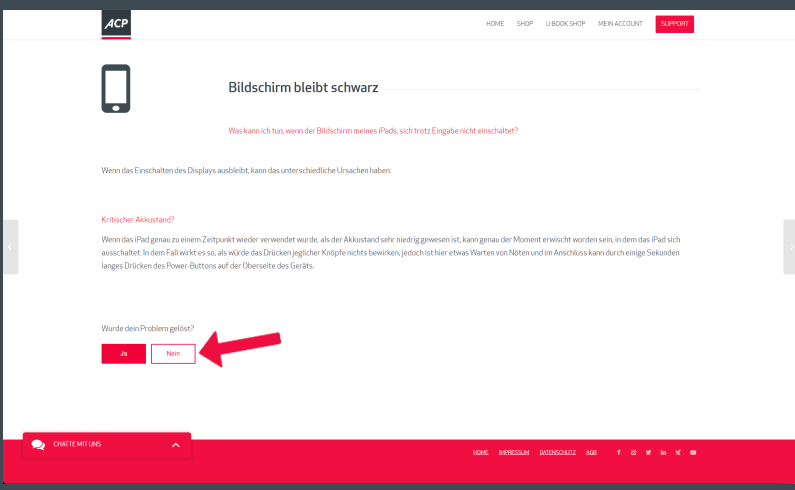 ACP
HOME SHOP U:BOOK SHOP MEIN ACCOUNT SUPPORT
Bildschirm bleibt schwarz
Was kann ich tun, wenn der Bildschirm meines iPads, sich trotz Eingabe nicht einschaltet?
Wenn das Einschalten des Displays ausbleibt, kann das unterschiedliche Ursachen haben.
Kritischer Akkustand?
Wenn das iPad genau zu einem Zeitpunkt wieder verwendet wurde, als der Akkustand sehr niedrig gewesen ist, kann genau der Moment erwischt worden sein, in dem das iPad sich
ausschaltet. In dem Fall wirkt es so, als würde das Drücken jeglicher Knöpfe nichts bewirken, jedoch ist hier etwas Warten von Nöten und im Anschluss kann durch einige Sekunden
langes Drücken des Power-Buttons auf der Oberseite des Geräts.
Wurde dein Problem gelöst?
Ja Nein
CHATTE MIT UNS
HOME IMPRESSUM DATENSCHUTZ AGB